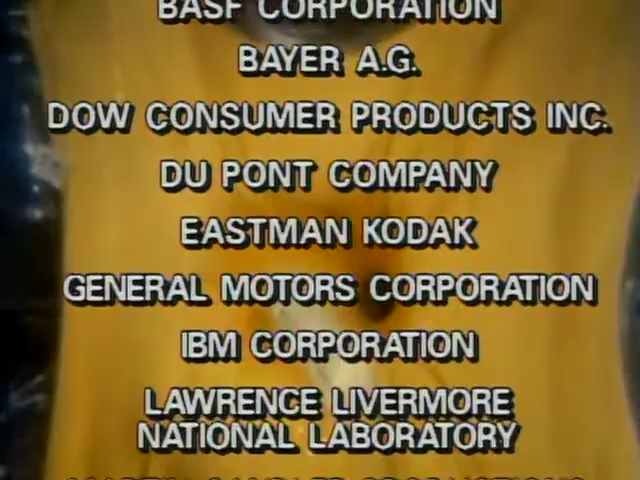 BASF CORPORATION
BAYER A.G.
DOW CONSUMER PRODUCTS INC.
DU PONT COMPANY
EASTMAN KODAK
GENERAL MOTORS CORPORATION
IBM CORPORATION
LAWRENCE LIVERMORE
NATIONAL LABORATORY